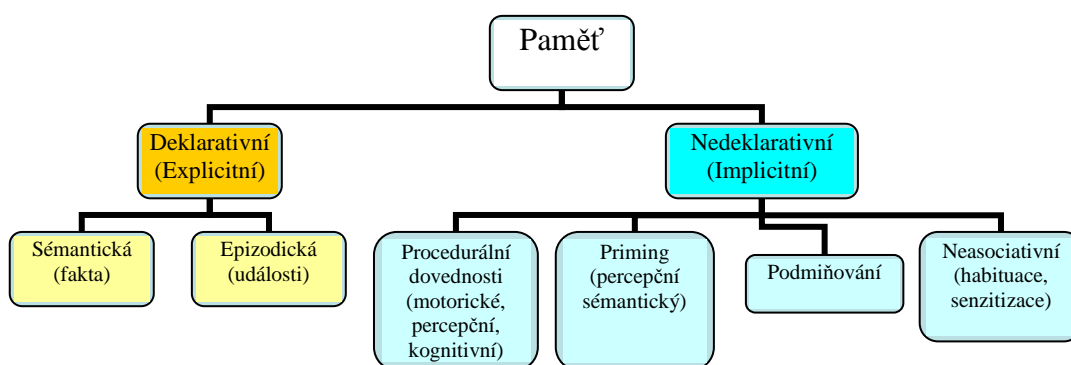 Paměť
Deklarativní
(Explicitní)
Nedeklarativní
(Implicitní)
Sémantická
(fakta)
Epizodická
(události)
Procedurální
dovednosti
(motorické,
percepční,
kognitivní)
Priming
(percepční
sémantický)
Podmiňování
Neasociativní
(habituace,
senzitizace)